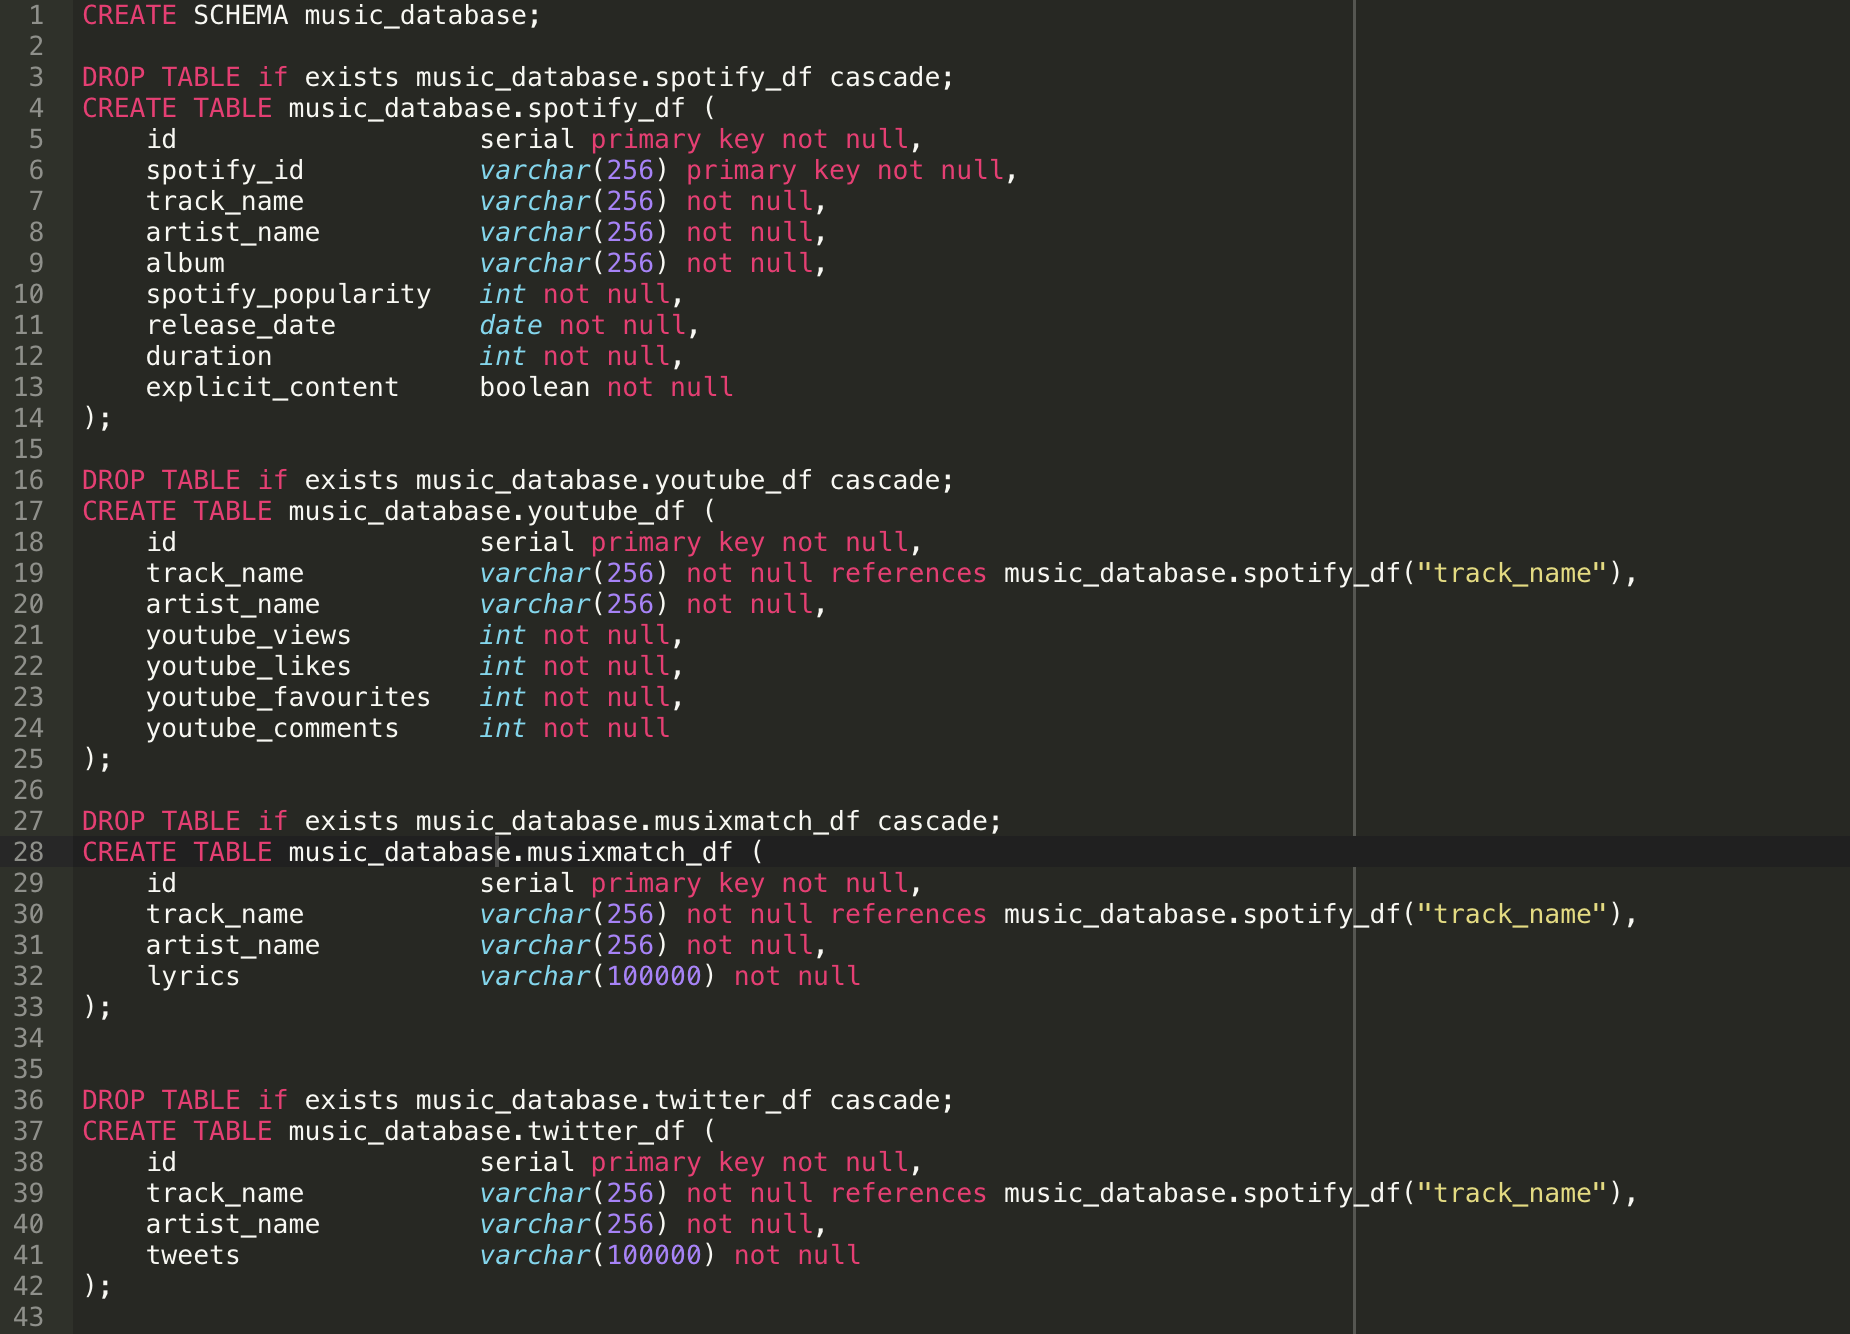 1 CREATE SCHEMA music_database;
2
3 DROP TABLE if exists music_database.spotify_df cascade;
4 CREATE TABLE music_database.spotify_df (
5 id serial primary key not null,
6 spotify_id varchar(256) primary key not null,
7 track_name varchar(256) not null,
8 artist_name varchar(256) not null,
9 album varchar(256) not null,
10 spotify_popularity int not null,
11 release_date date not null,
12 duration int not null,
13 explicit_content boolean not null
14 );
15
16 DROP TABLE if exists music_database.youtube_df cascade;
17 CREATE TABLE music_database.youtube_df (
18 id serial primary key not null,
19 track_name varchar(256) not null references music_database.spotify_df("track_name"),
20 artist_name varchar(256) not null,
21 youtube_views int not null,
22 youtube_likes int not null,
23 youtube_favourites int not null,
24 youtube_comments int not null
25 );
26
27 DROP TABLE if exists music_database.musixmatch_df cascade;
28 CREATE TABLE music_database.musixmatch_df (
29 id serial primary key not null,
30 track_name varchar(256) not null references music_database.spotify_df("track_name"),
31 artist_name varchar(256) not null,
32 lyrics varchar(100000) not null
33 );
34
35
36 DROP TABLE if exists music_database.twitter_df cascade;
37 CREATE TABLE music_database.twitter_df (
38 id serial primary key not null,
39 track_name varchar(256) not null references music_database.spotify_df("track_name"),
40 artist_name varchar(256) not null,
41 tweets varchar(100000) not null
42 );
43